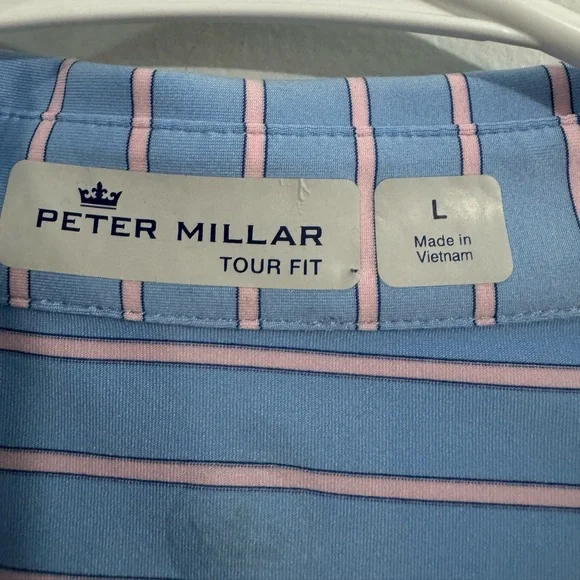 PETER MILLAR
TOUR FIT
L
Made in
Vietnam